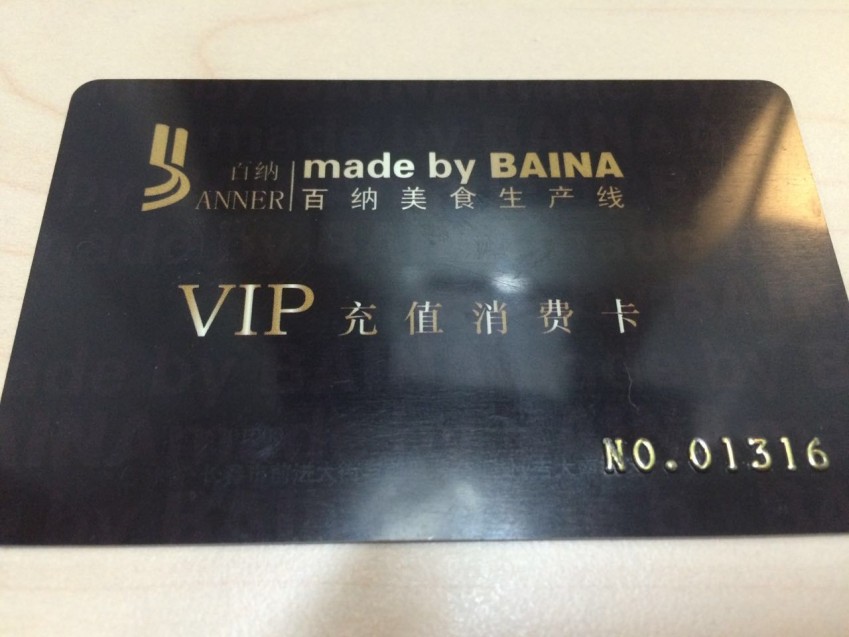 百纳
ANNER
made by BAINA
百纳美食生产线
VIP 充值消费卡
NO.01316